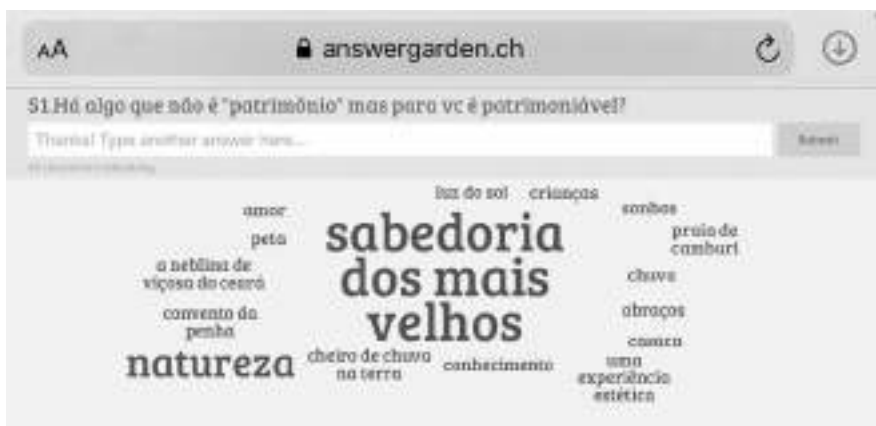 AA answergarden.ch
S1.Há algo que não é "patrimônio" mas para vc é patrimoniável?
Thanks! Type another answer here...
Submit
luz do sol crianças
amor
sonhos
peta
sabedoria
dos mais
velhos
praia de
camburi
a neblina de
viçosa do ceará
chuva
convento da
penha
abraços
casaca
natureza
cheiro de chuva
na terra
conhecimento
uma
experiência
estética